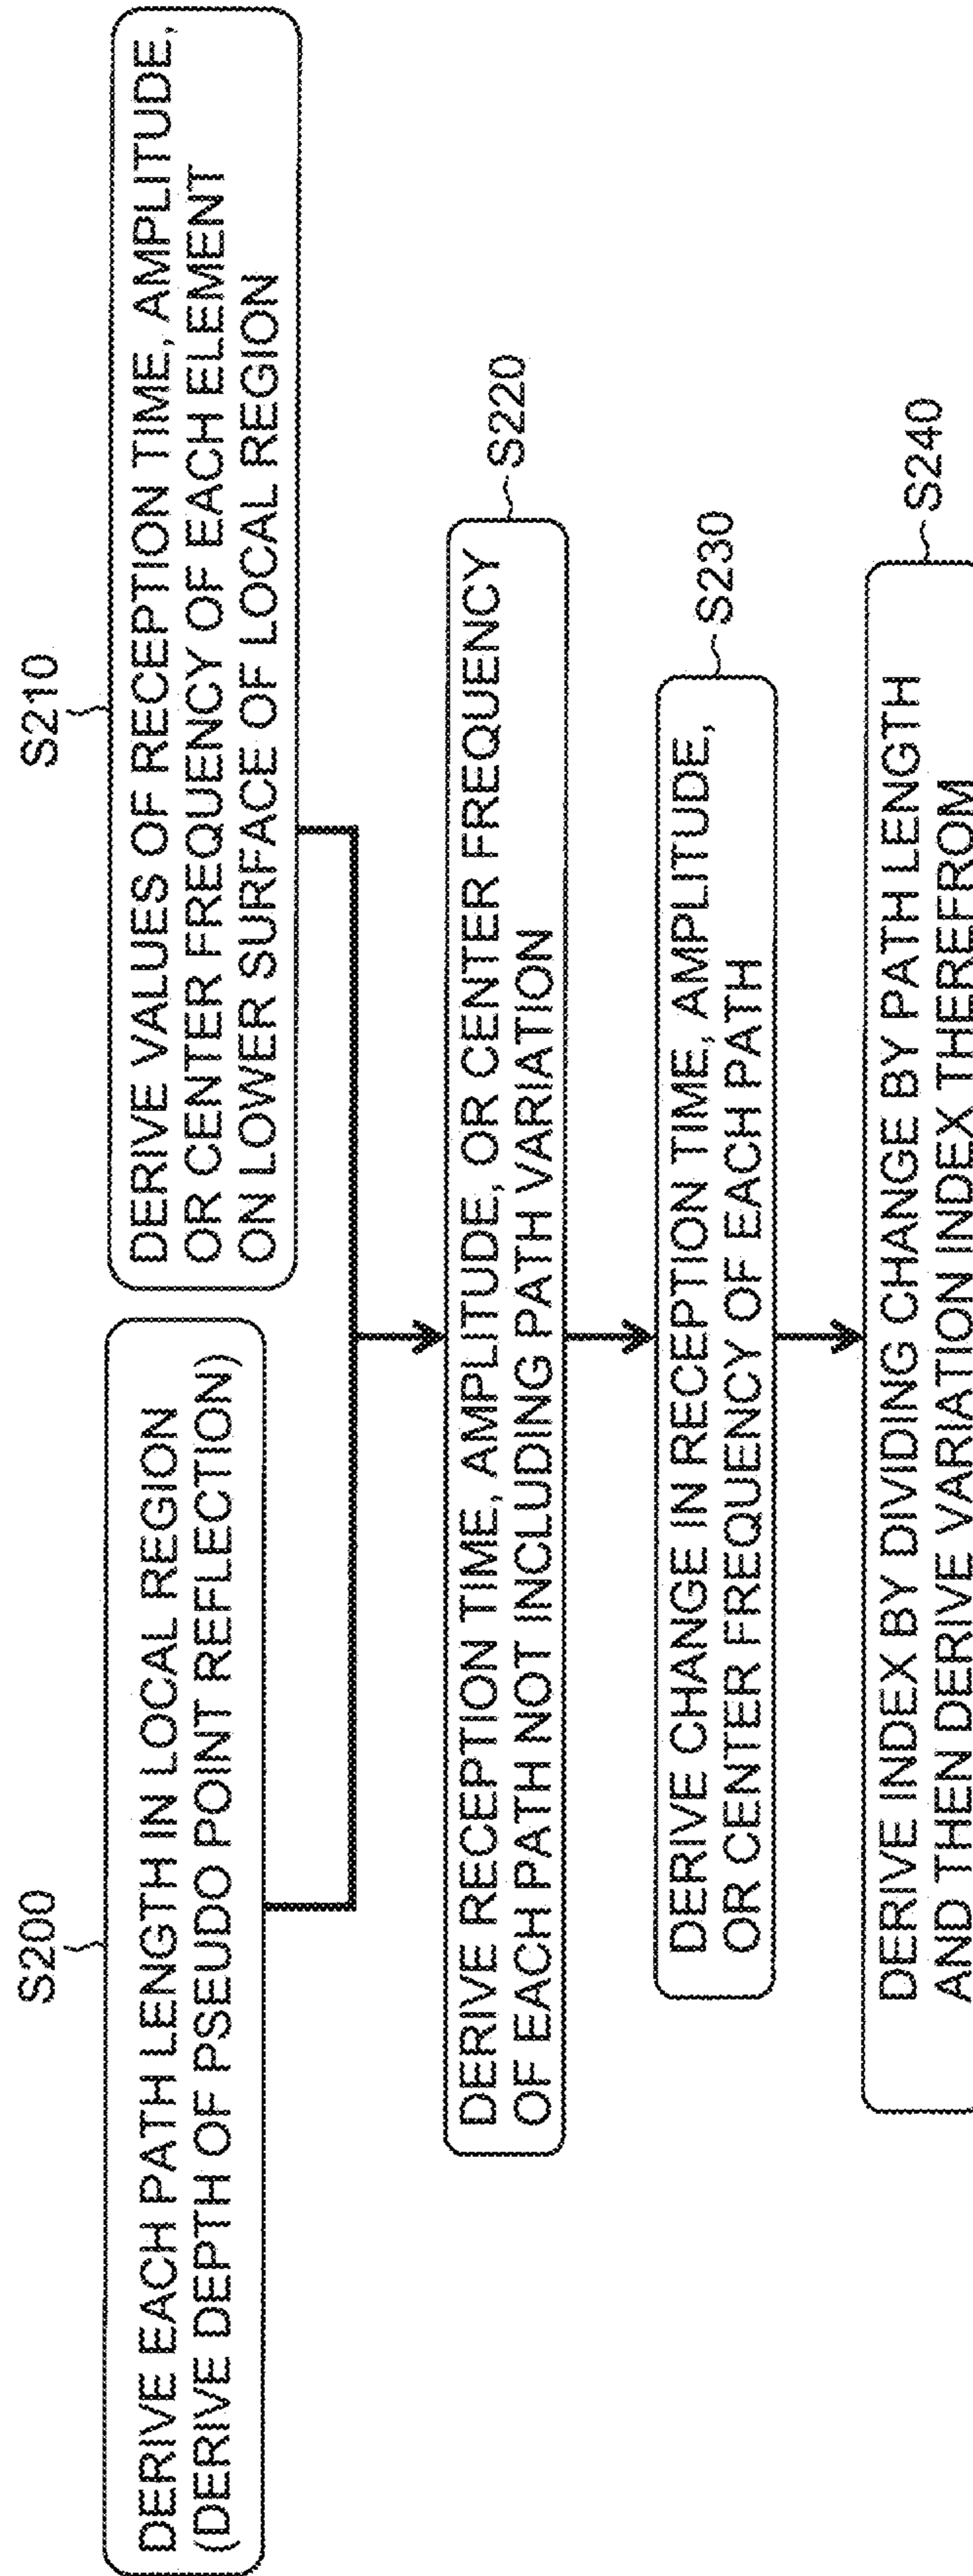 S200
DERIVE EACH PATH LENGTH IN LOCAL REGION
(DERIVE DEPTH OF PSEUDO POINT REFLECTION)
S210
DERIVE VALUES OF RECEPTION TIME, AMPLITUDE,
OR CENTER FREQUENCY OF EACH ELEMENT
ON LOWER SURFACE OF LOCAL REGION
DERIVE RECEPTION TIME, AMPLITUDE, OR CENTER FREQUENCY
OF EACH PATH NOT INCLUDING PATH VARIATION
S220
DERIVE CHANGE IN RECEPTION TIME, AMPLITUDE,
OR CENTER FREQUENCY OF EACH PATH
S230
DERIVE INDEX BY DIVIDING CHANGE BY PATH LENGTH
AND THEN DERIVE VARIATION INDEX THEREFROM
S240